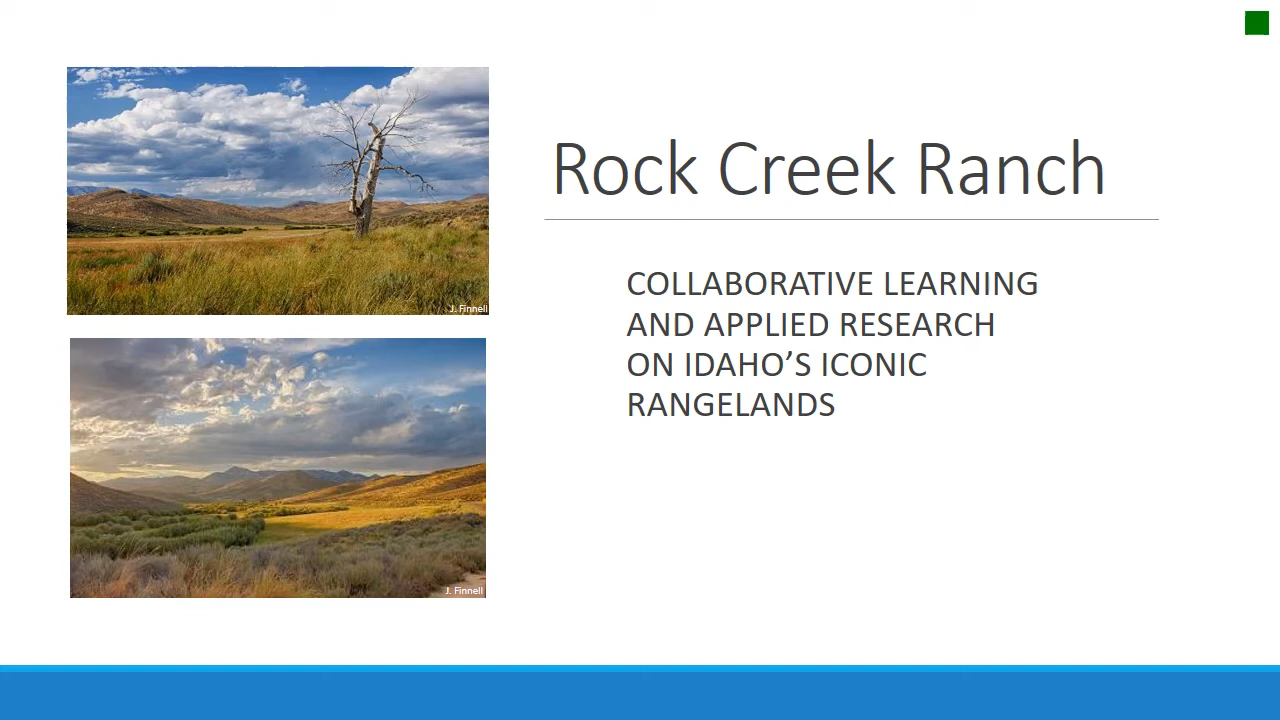 J. Finnell
J. Finnell
Rock Creek Ranch
COLLABORATIVE LEARNING
AND APPLIED RESEARCH
ON IDAHO’S ICONIC
RANGELANDS